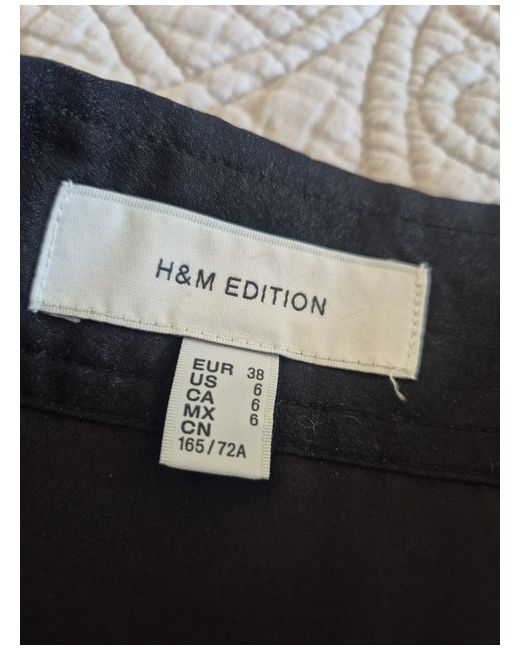 H&M EDITION
EUR 38
US 6
CA 6
MX 6
CN
165/72A